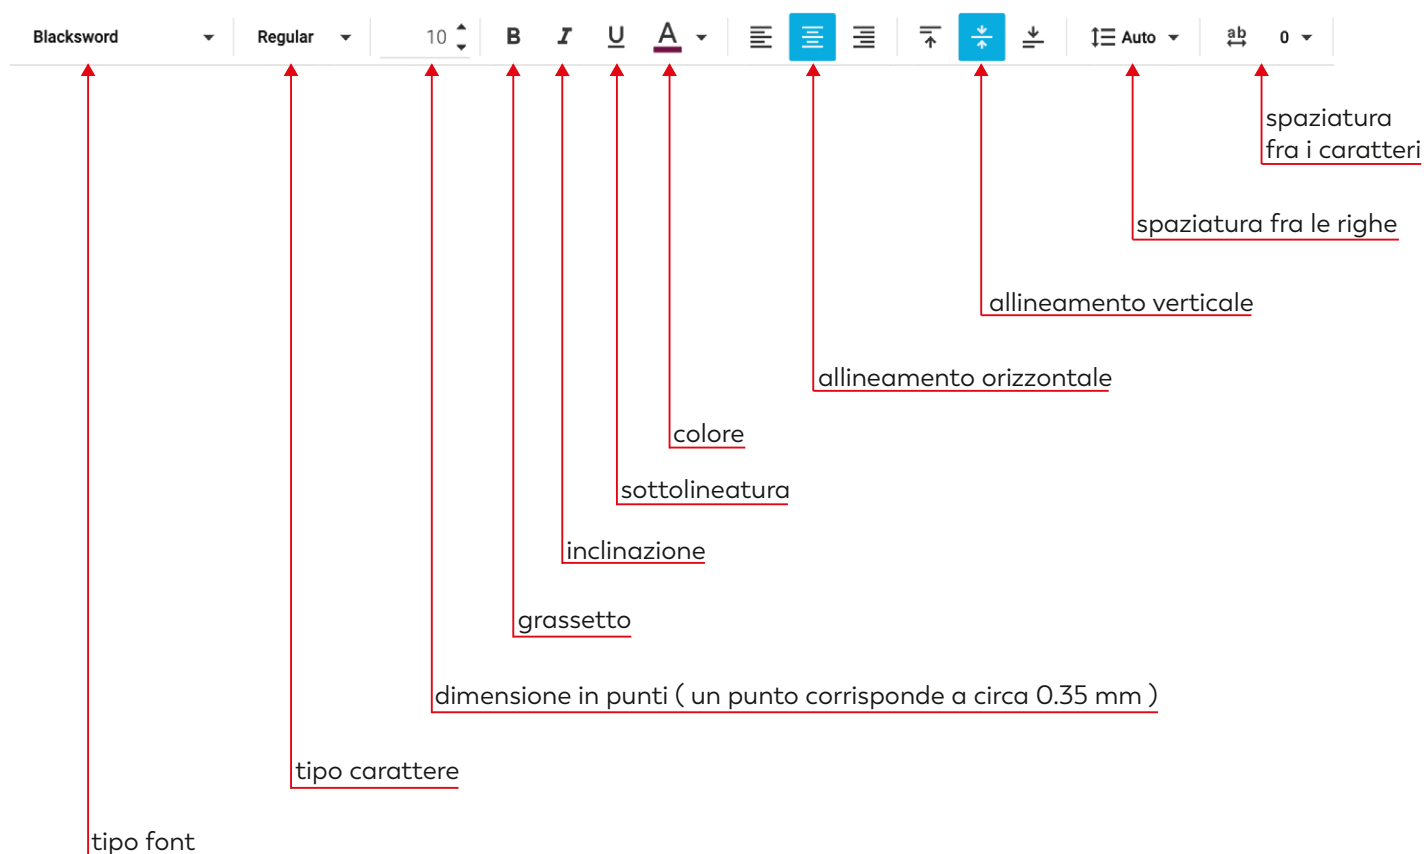 Blacksword Regular 10 B I U A Auto ab 0
spaziatura
fra i caratteri
spaziatura fra le righe
allineamento verticale
allineamento orizzontale
colore
sottolineatura
inclinazione
grassetto
dimensione in punti ( un punto corrisponde a circa 0.35 mm )
tipo carattere
tipo font